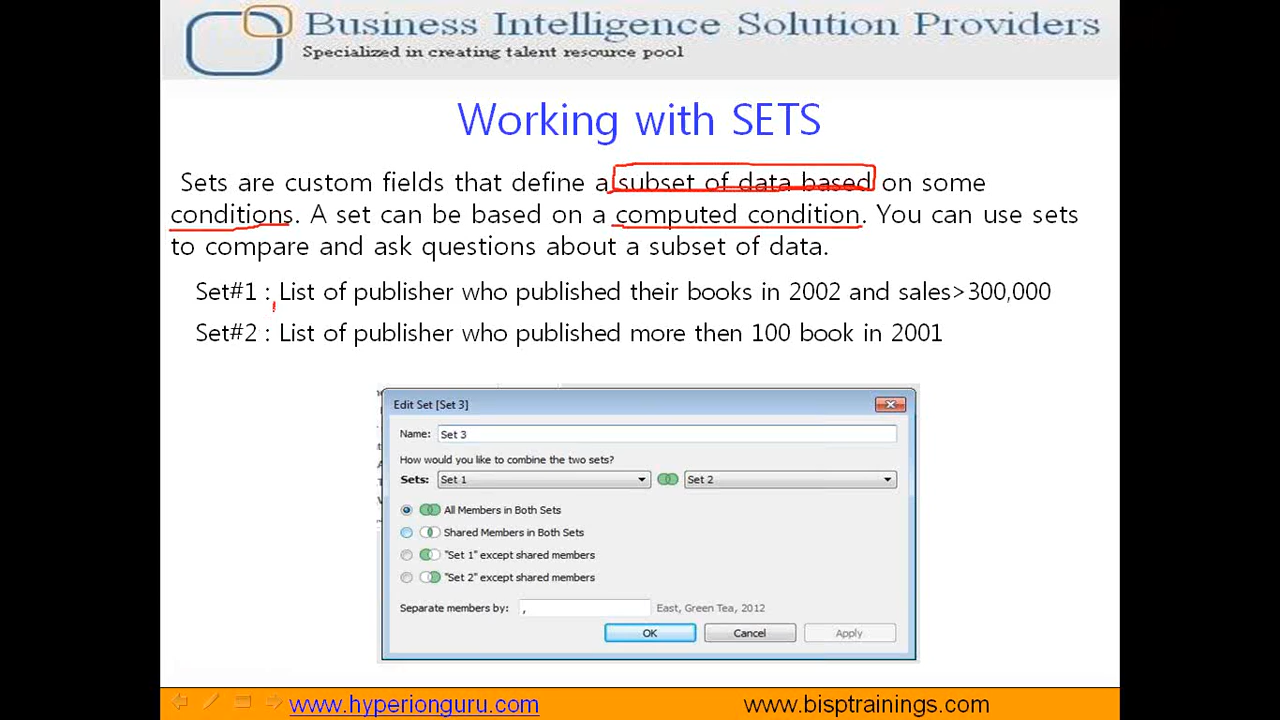 Business Intelligence Solution Providers
Specialized in creating talent resource pool
Working with SETS
Sets are custom fields that define a subset of data based on some
conditions. A set can be based on a computed condition. You can use sets
to compare and ask questions about a subset of data.
Set#1 : List of publisher who published their books in 2002 and sales>300,000
Set#2 : List of publisher who published more then 100 book in 2001
Edit Set [Set 3]
Name: Set 3
How would you like to combine the two sets?
Sets: Set 1 Set 2
All Members in Both Sets
Shared Members in Both Sets
"Set 1" except shared members
"Set 2" except shared members
Separate members by: , East, Green Tea, 2012
OK Cancel Apply
www.hyperionguru.com www.bisptrainings.com